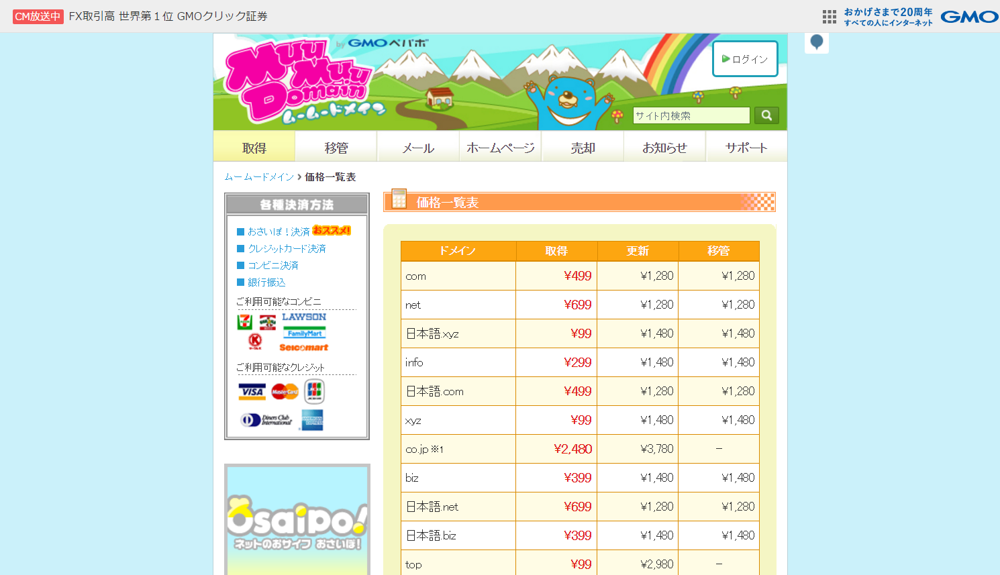 CM放送中 FX取引高 世界第１位 GMOクリック証券
おかげさまで20周年
すべての人にインターネット
GMO
by GMOペパボ
MuuMuu Domain
ムームードメイン
ログイン
サイト内検索
取得 移管 メール ホームページ 売却 お知らせ サポート
ムームードメイン › 価格一覧表
各種決済方法
おさいぽ！決済 おススメ!
クレジットカード決済
コンビニ決済
銀行振込
ご利用可能なコンビニ
LAWSON
FamilyMart
Seicomart
ご利用可能なクレジット
VISA MasterCard JCB
Diners Club International AMERICAN EXPRESS
Osaipo!
ネットのおサイフ おさいぽ!
価格一覧表
ドメイン 取得 更新 移管
com ¥499 ¥1,280 ¥1,280
net ¥699 ¥1,280 ¥1,280
日本語.xyz ¥99 ¥1,480 ¥1,480
info ¥299 ¥1,480 ¥1,480
日本語.com ¥499 ¥1,280 ¥1,280
xyz ¥99 ¥1,480 ¥1,480
co.jp ※1 ¥2,480 ¥3,780 −
biz ¥399 ¥1,480 ¥1,480
日本語.net ¥699 ¥1,280 ¥1,280
日本語.biz ¥399 ¥1,480 ¥1,480
top ¥99 ¥2,980 −